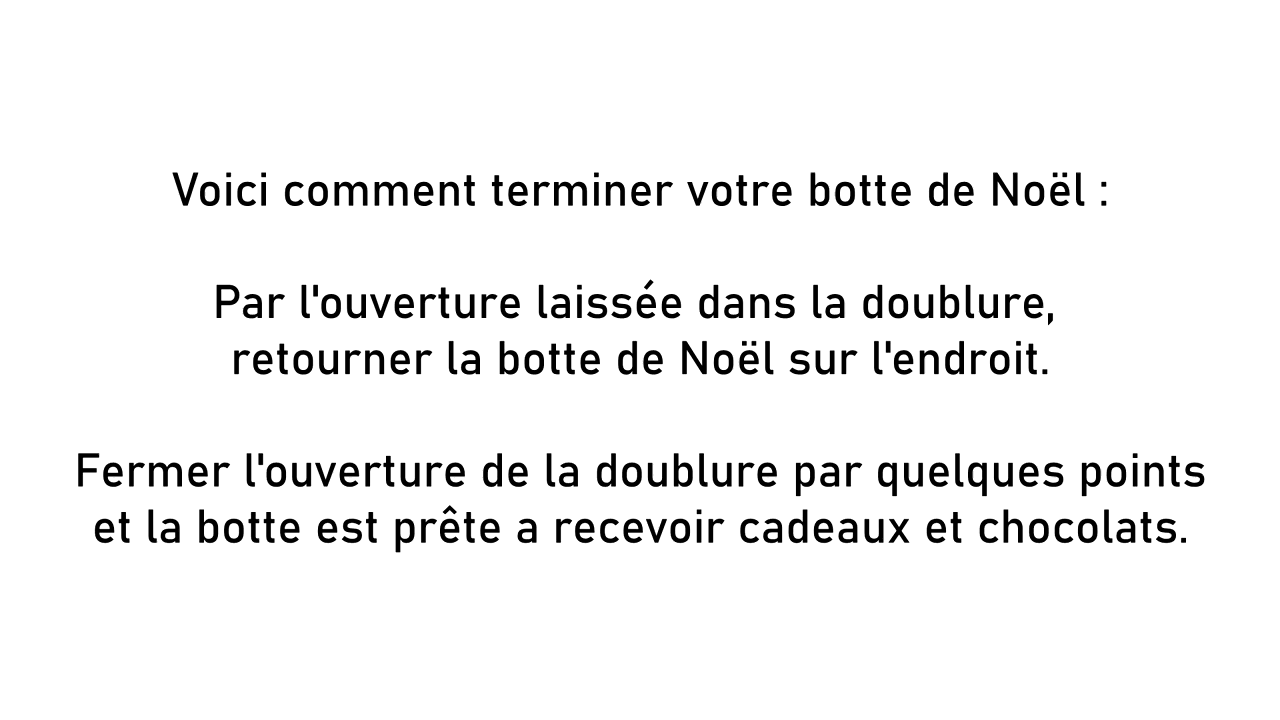 Voici comment terminer votre botte de Noël :
Par l'ouverture laissée dans la doublure,
retourner la botte de Noël sur l'endroit.
Fermer l'ouverture de la doublure par quelques points
et la botte est prête a recevoir cadeaux et chocolats.